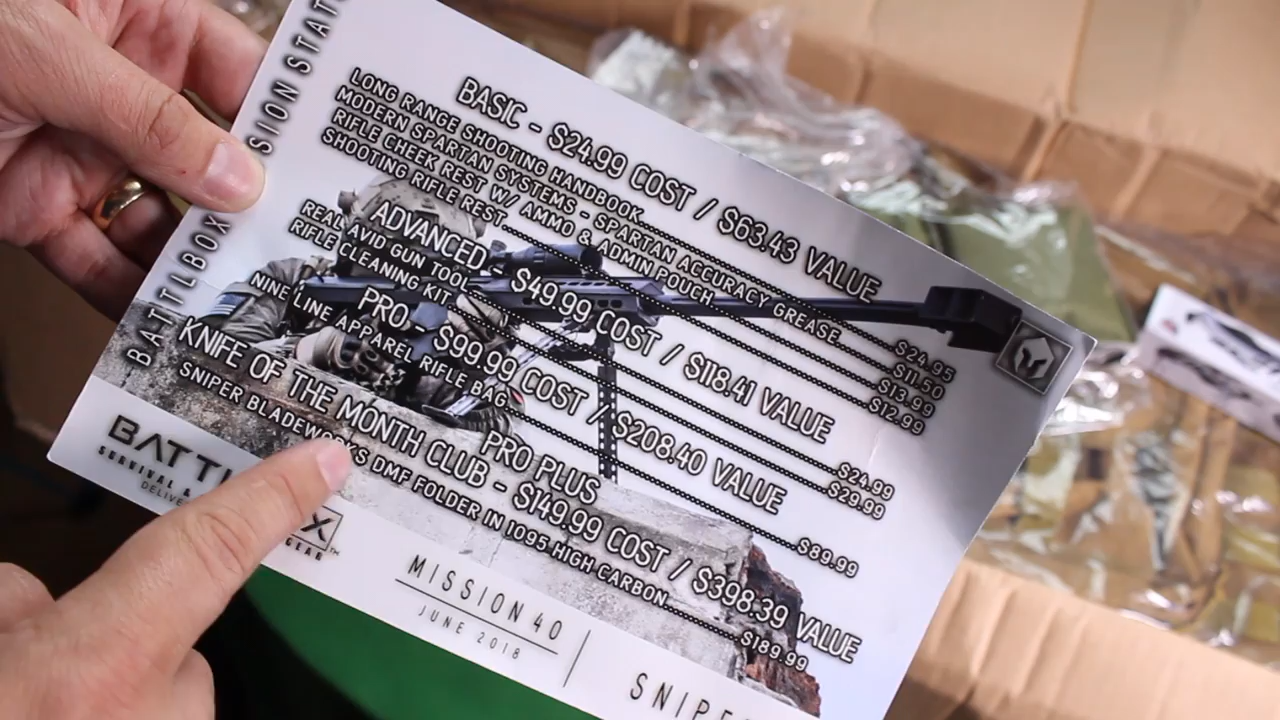 BASIC - $24.99 COST / $63.43 VALUE
LONG RANGE SHOOTING HANDBOOK........$24.95
MODERN SPARTAN SYSTEMS - SPARTAN ACCURACY GREASE........$11.50
RIFLE CHEEK REST W/ AMMO & ADMIN POUCH........$13.99
SHOOTING RIFLE REST........$12.99
ADVANCED - $49.99 COST / $118.41 VALUE
REAL AVID GUN TOOL........$24.99
RIFLE CLEANING KIT........$29.99
PRO - $99.99 COST / $208.40 VALUE
NINE LINE APPAREL RIFLE BAG........$89.99
PRO PLUS
KNIFE OF THE MONTH CLUB - $149.99 COST / $398.39 VALUE
SNIPER BLADEWORKS DMF FOLDER IN 1095 HIGH CARBON........$189.99
BATTLBOX
SURVIVAL &
GEAR
MISSION 40
JUNE 2018